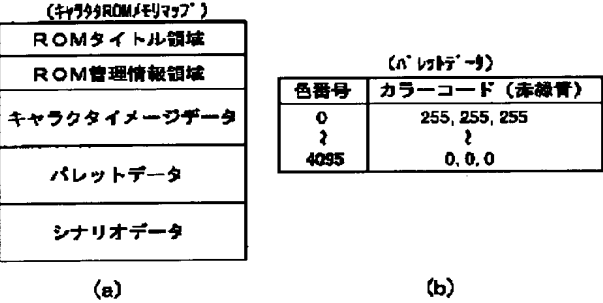 (キャラクタROMメモリマップ)
ROMタイトル領域
ROM管理情報領域
キャラクタイメージデータ
パレットデータ
シナリオデータ
(a)
(パレットデータ)
色番号 カラーコード (赤緑青)
0 255, 255, 255
≀ ≀
4095 0, 0, 0
(b)